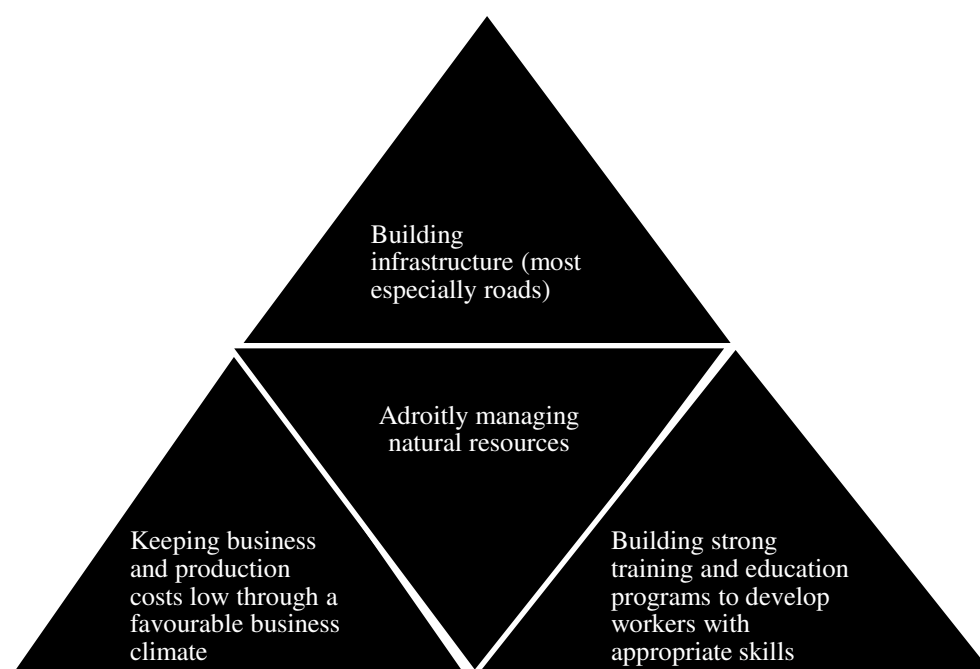 Building
infrastructure (most
especially roads)
Adroitly managing
natural resources
Keeping business
and production
costs low through a
favourable business
climate
Building strong
training and education
programs to develop
workers with
appropriate skills